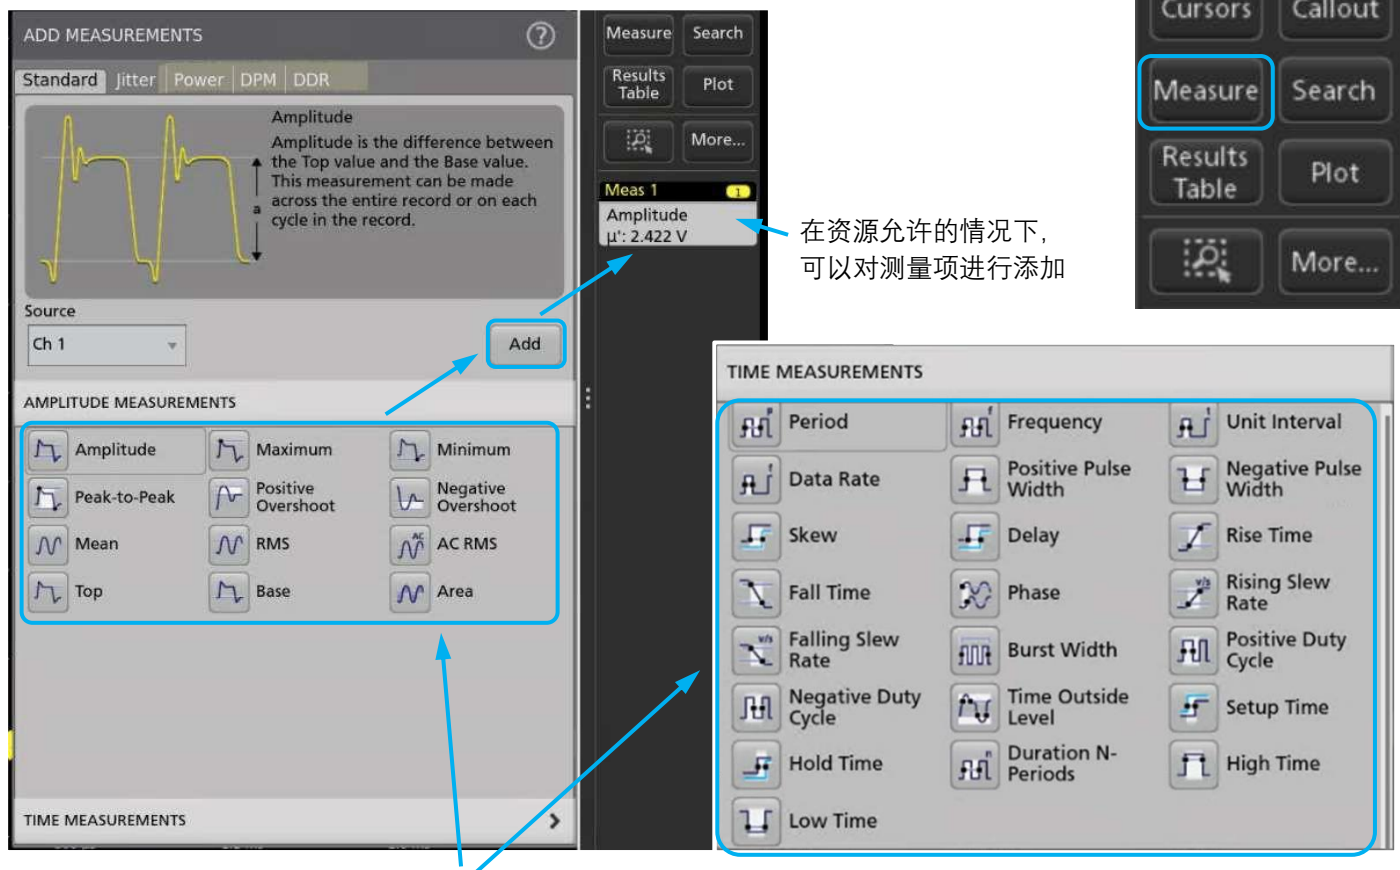 ADD MEASUREMENTS
?
Standard Jitter Power DPM DDR
Amplitude
Amplitude is the difference between
the Top value and the Base value.
This measurement can be made
across the entire record or on each
cycle in the record.
a
Source
Ch 1
Add
AMPLITUDE MEASUREMENTS
Amplitude Maximum Minimum
Peak-to-Peak Positive Overshoot Negative Overshoot
Mean RMS AC RMS
Top Base Area
TIME MEASUREMENTS
Measure Search
Results Table Plot
More...
Meas 1 1
Amplitude
µ': 2.422 V
在资源允许的情况下,
可以对测量项进行添加
Cursors Callout
Measure Search
Results Table Plot
More...
TIME MEASUREMENTS
Period Frequency Unit Interval
Data Rate Positive Pulse Width Negative Pulse Width
Skew Delay Rise Time
Fall Time Phase Rising Slew Rate
Falling Slew Rate Burst Width Positive Duty Cycle
Negative Duty Cycle Time Outside Level Setup Time
Hold Time Duration N-Periods High Time
Low Time